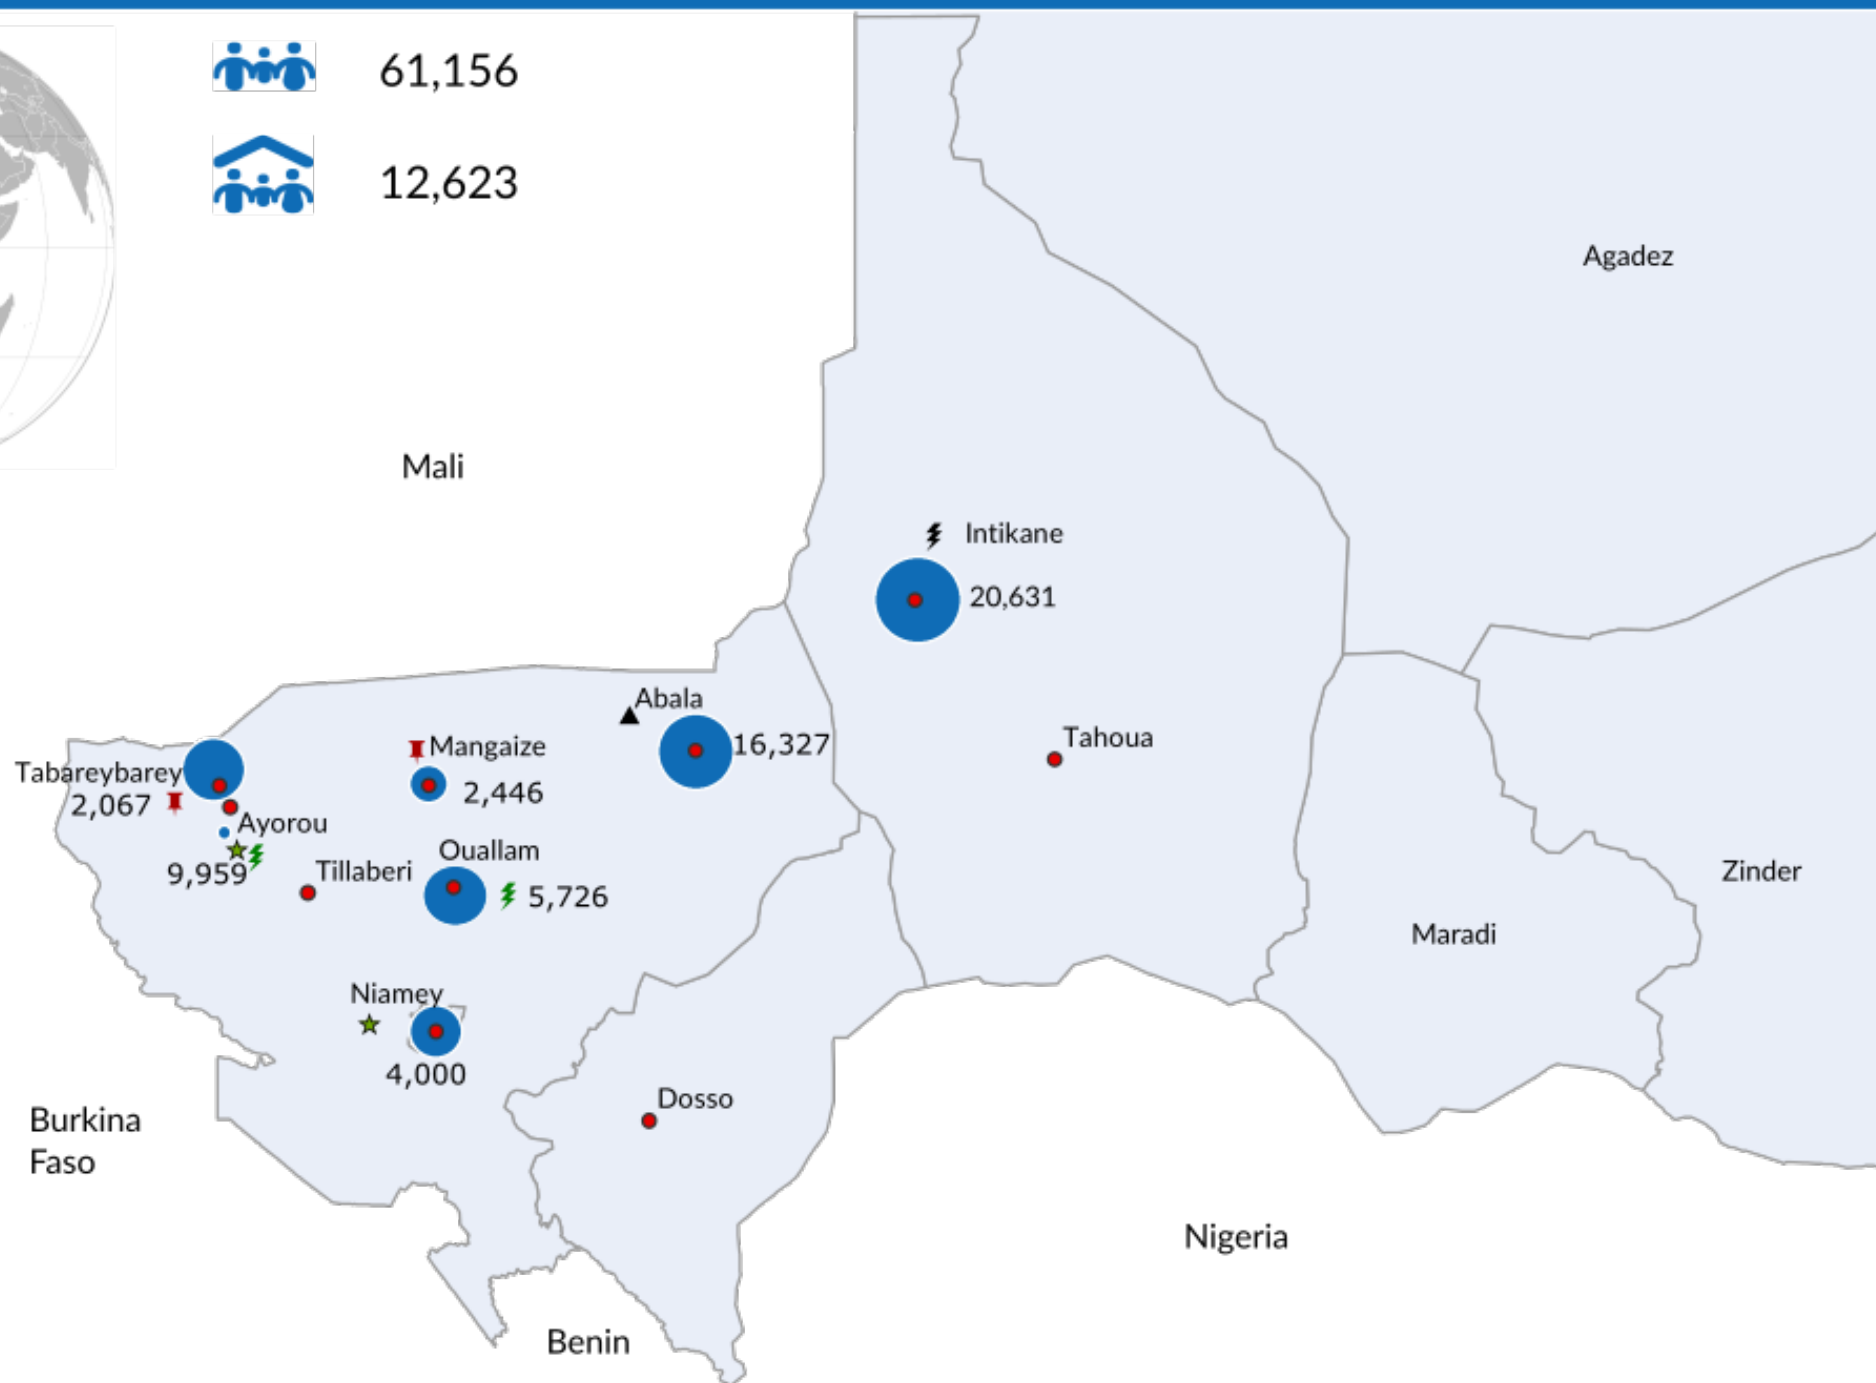 61,156
12,623
Agadez
Mali
Intikane
20,631
Abala
16,327
Mangaize
2,446
Tahoua
Tabareybarey
2,067
Ayorou
9,959
Tillaberi
Ouallam
5,726
Zinder
Maradi
Niamey
4,000
Dosso
Burkina
Faso
Nigeria
Benin